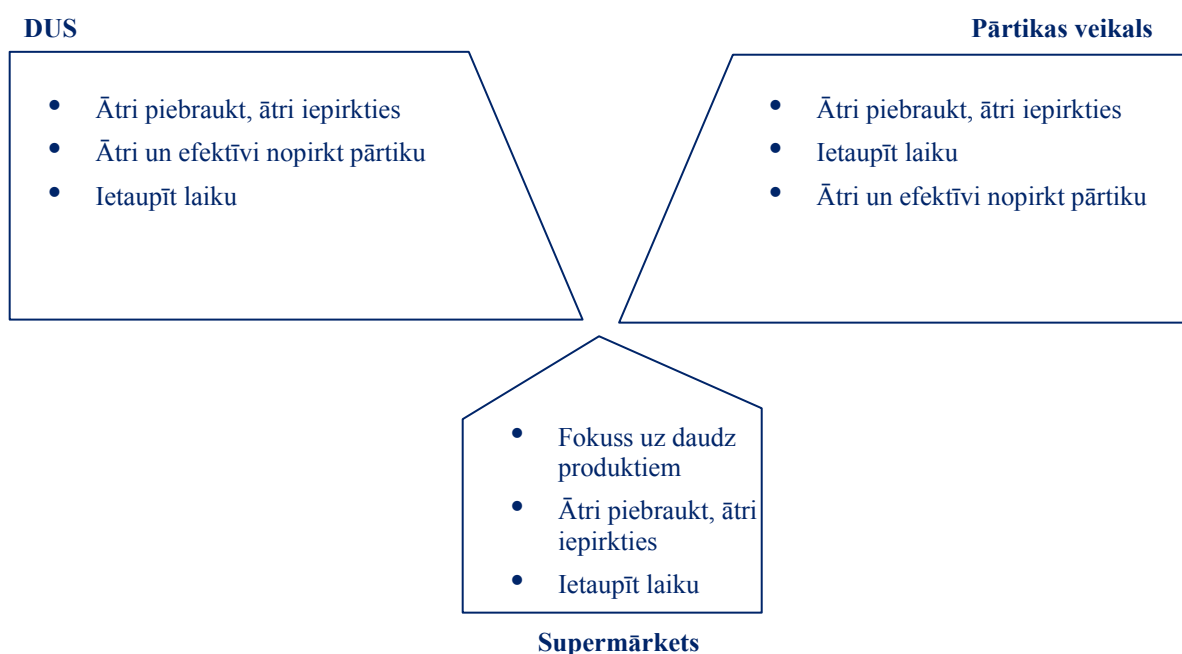 DUS
• Ātri piebraukt, ātri iepirkties
• Ātri un efektīvi nopirkt pārtiku
• Ietaupīt laiku
Pārtikas veikals
• Ātri piebraukt, ātri iepirkties
• Ietaupīt laiku
• Ātri un efektīvi nopirkt pārtiku
• Fokuss uz daudz
produktiem
• Ātri piebraukt, ātri
iepirkties
• Ietaupīt laiku
Supermārkets